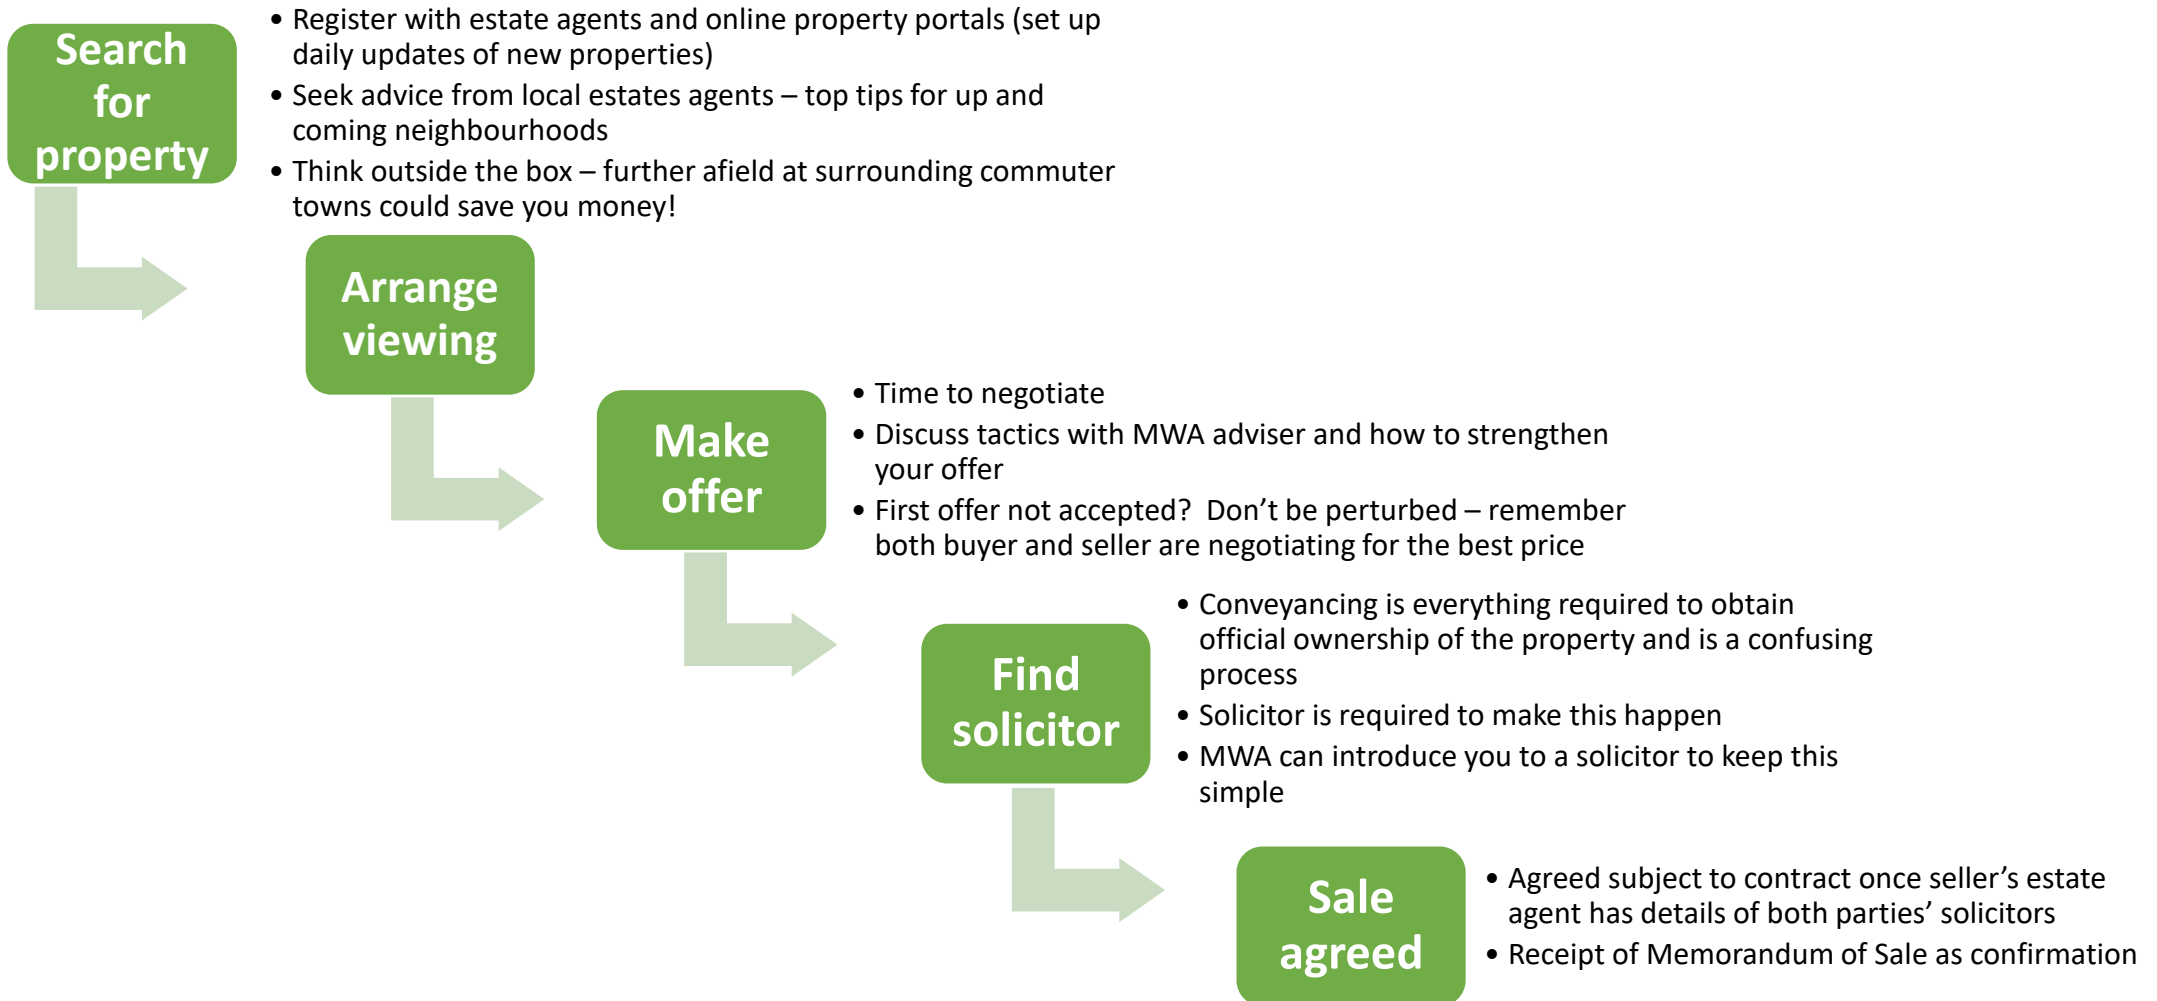 Search
for
property
• Register with estate agents and online property portals (set up
daily updates of new properties)
• Seek advice from local estates agents – top tips for up and
coming neighbourhoods
• Think outside the box – further afield at surrounding commuter
towns could save you money!
Arrange
viewing
Make
offer
• Time to negotiate
• Discuss tactics with MWA adviser and how to strengthen
your offer
• First offer not accepted?  Don’t be perturbed – remember
both buyer and seller are negotiating for the best price
Find
solicitor
• Conveyancing is everything required to obtain
official ownership of the property and is a confusing
process
• Solicitor is required to make this happen
• MWA can introduce you to a solicitor to keep this
simple
Sale
agreed
• Agreed subject to contract once seller’s estate
agent has details of both parties’ solicitors
• Receipt of Memorandum of Sale as confirmation